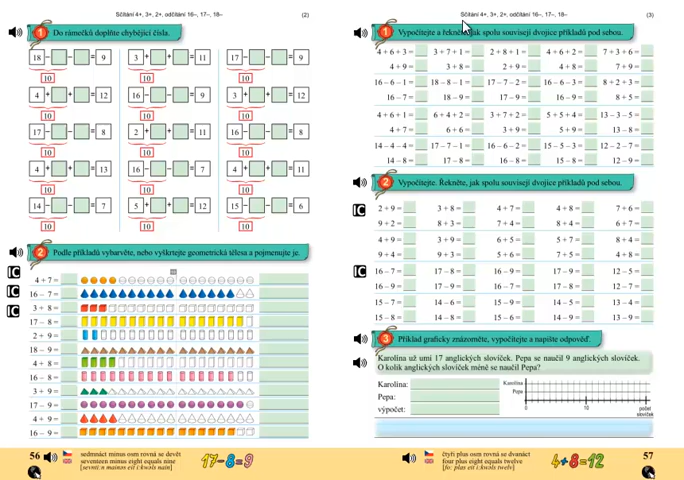 Sčítání 4+, 3+, 2+, odčítání 16–, 17–, 18–
(2)
1 Do rámečků doplňte chybějící čísla.
18 – – = 9
10
3 + + = 11
10
17 – – = 9
10
4 + + = 12
10
16 – – = 9
10
3 + + = 12
10
17 – – = 8
10
2 + + = 11
10
16 – – = 8
10
4 + + = 13
10
16 – – = 7
10
4 + + = 11
10
14 – – = 7
10
5 + + = 12
10
15 – – = 6
10
2 Podle příkladů vybarvěte, nebo vyškrtejte geometrická tělesa a pojmenujte je.
4 + 7 =
16 – 7 =
3 + 8 =
17 – 8 =
2 + 9 =
18 – 9 =
4 + 8 =
16 – 8 =
3 + 9 =
17 – 9 =
4 + 9 =
16 – 9 =
56
sedmnáct minus osm rovná se devět
seventeen minus eight equals nine
17–8=9
Sčítání 4+, 3+, 2+, odčítání 16–, 17–, 18–
(3)
1 Vypočítejte a řekněte, jak spolu souvisejí dvojice příkladů pod sebou.
4 + 6 + 3 = 3 + 7 + 1 = 2 + 8 + 1 = 4 + 6 + 2 = 7 + 3 + 6 =
4 + 9 = 3 + 8 = 2 + 9 = 4 + 8 = 7 + 9 =
16 – 6 – 1 = 18 – 8 – 1 = 17 – 7 – 2 = 16 – 6 – 3 = 8 + 2 + 3 =
16 – 7 = 18 – 9 = 17 – 9 = 16 – 9 = 8 + 5 =
4 + 6 + 1 = 6 + 4 + 2 = 3 + 7 + 2 = 5 + 5 + 4 = 13 – 3 – 5 =
4 + 7 = 6 + 6 = 3 + 9 = 5 + 9 = 13 – 8 =
14 – 4 – 4 = 17 – 7 – 1 = 16 – 6 – 2 = 15 – 5 – 3 = 12 – 2 – 7 =
14 – 8 = 17 – 8 = 16 – 8 = 15 – 8 = 12 – 9 =
2 Vypočítejte. Řekněte, jak spolu souvisejí dvojice příkladů pod sebou.
2 + 9 = 3 + 8 = 4 + 7 = 4 + 8 = 7 + 6 =
9 + 2 = 8 + 3 = 7 + 4 = 8 + 4 = 6 + 7 =
4 + 9 = 3 + 9 = 6 + 5 = 5 + 7 = 8 + 4 =
9 + 4 = 9 + 3 = 5 + 6 = 7 + 5 = 4 + 8 =
16 – 7 = 17 – 8 = 16 – 9 = 17 – 9 = 12 – 5 =
16 – 9 = 17 – 9 = 16 – 7 = 17 – 8 = 12 – 7 =
15 – 7 = 14 – 6 = 15 – 9 = 14 – 5 = 13 – 4 =
15 – 8 = 14 – 8 = 15 – 6 = 14 – 9 = 13 – 9 =
3 Příklad graficky znázorněte, vypočítejte a napište odpověď.
Karolína už umí 17 anglických slovíček. Pepa se naučil 9 anglických slovíček.
O kolik anglických slovíček méně se naučil Pepa?
Karolína:
Pepa:
výpočet:
Karolína
Pepa
0 10 počet slovíček
čtyři plus osm rovná se dvanáct
four plus eight equals twelve
4+8=12
57